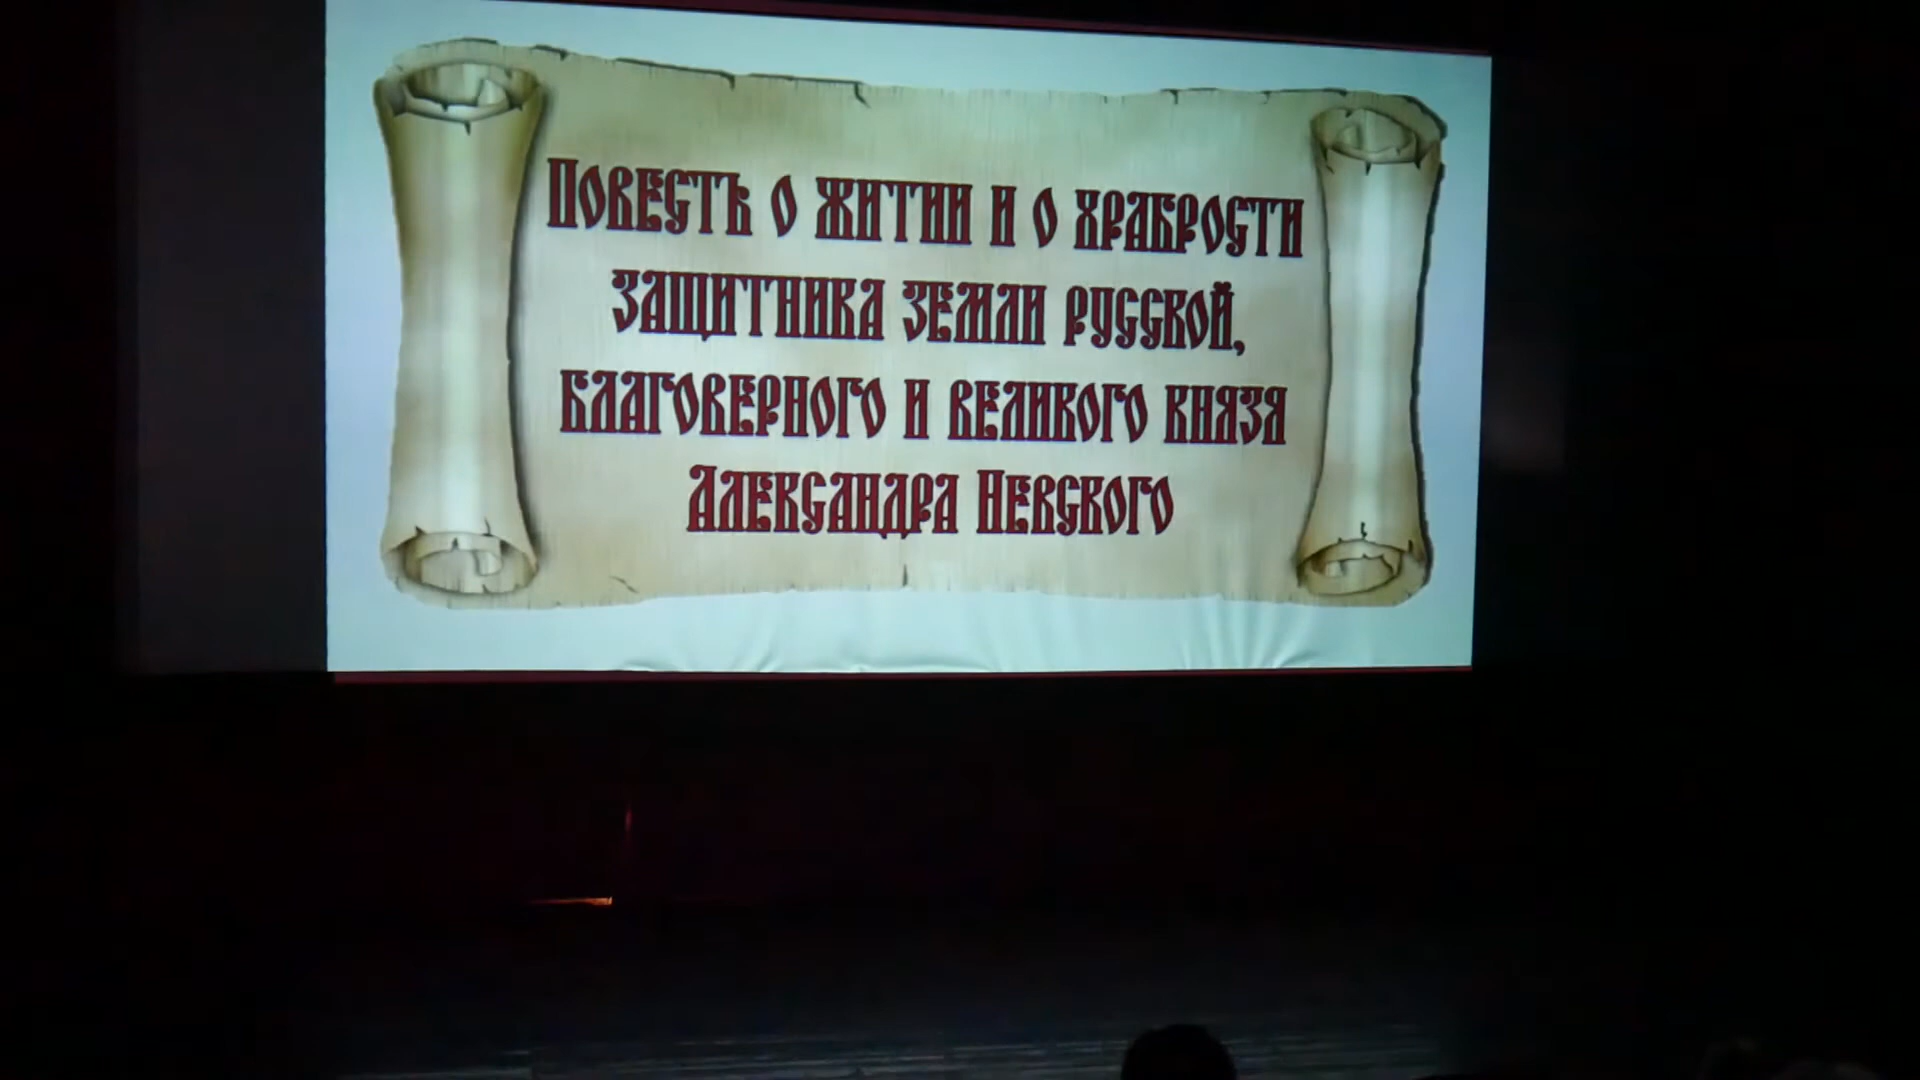 Повесть о житии и о храбрости
защитника земли русской,
благоверного и великого князя
Александра Невского